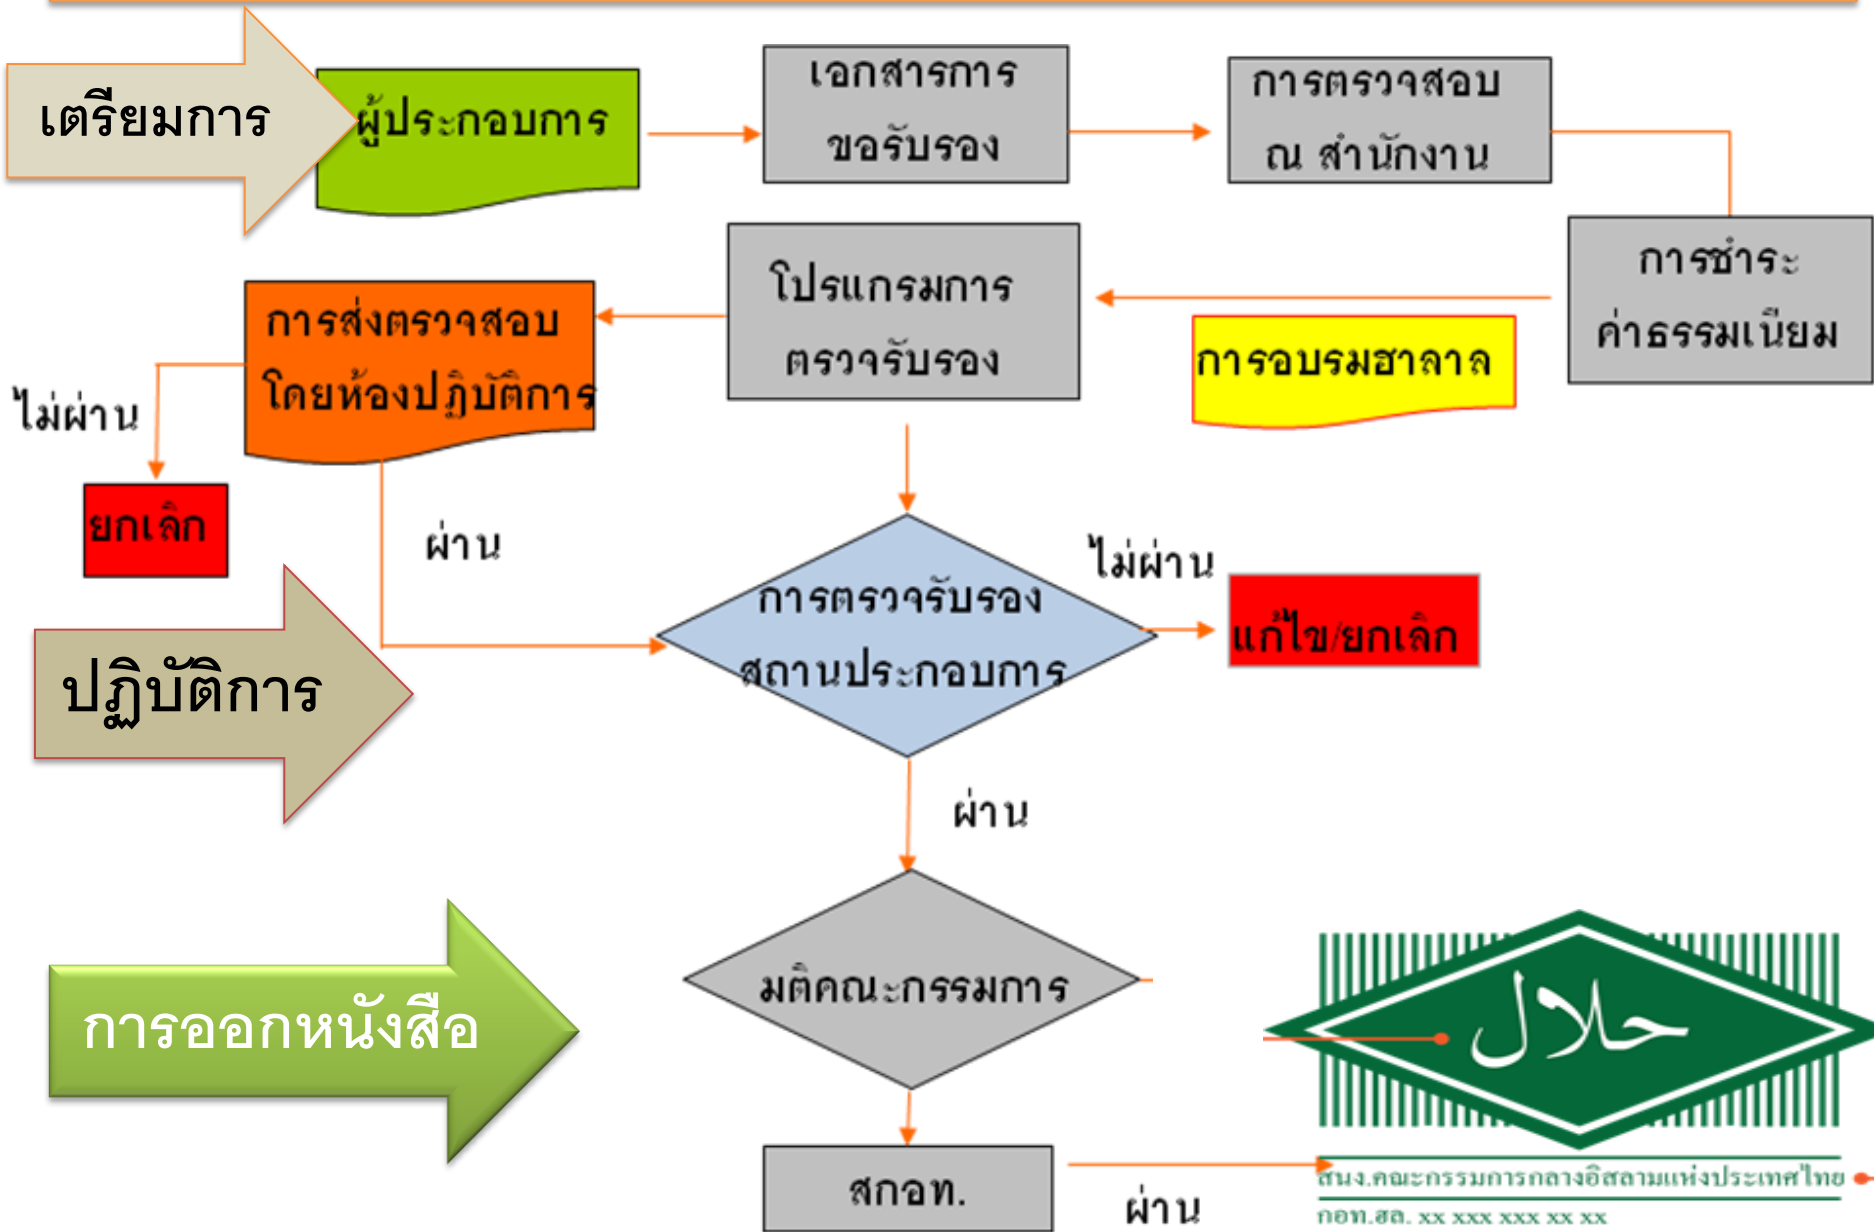 เตรียมการ
ผู้ประกอบการ
เอกสารการ
ขอรับรอง
การตรวจสอบ
ณ สำนักงาน
การชำระ
ค่าธรรมเนียม
โปรแกรมการ
ตรวจรับรอง
การอบรมฮาลาล
การส่งตรวจสอบ
โดยห้องปฏิบัติการ
ไม่ผ่าน
ยกเลิก
ผ่าน
การตรวจรับรอง
สถานประกอบการ
ไม่ผ่าน
แก้ไข/ยกเลิก
ปฏิบัติการ
ผ่าน
มติคณะกรรมการ
การออกหนังสือ
สกอท.
ผ่าน
حلال
สนง.คณะกรรมการกลางอิสลามแห่งประเทศไทย
กอท.ฮล. xx xxx xxx xx xx